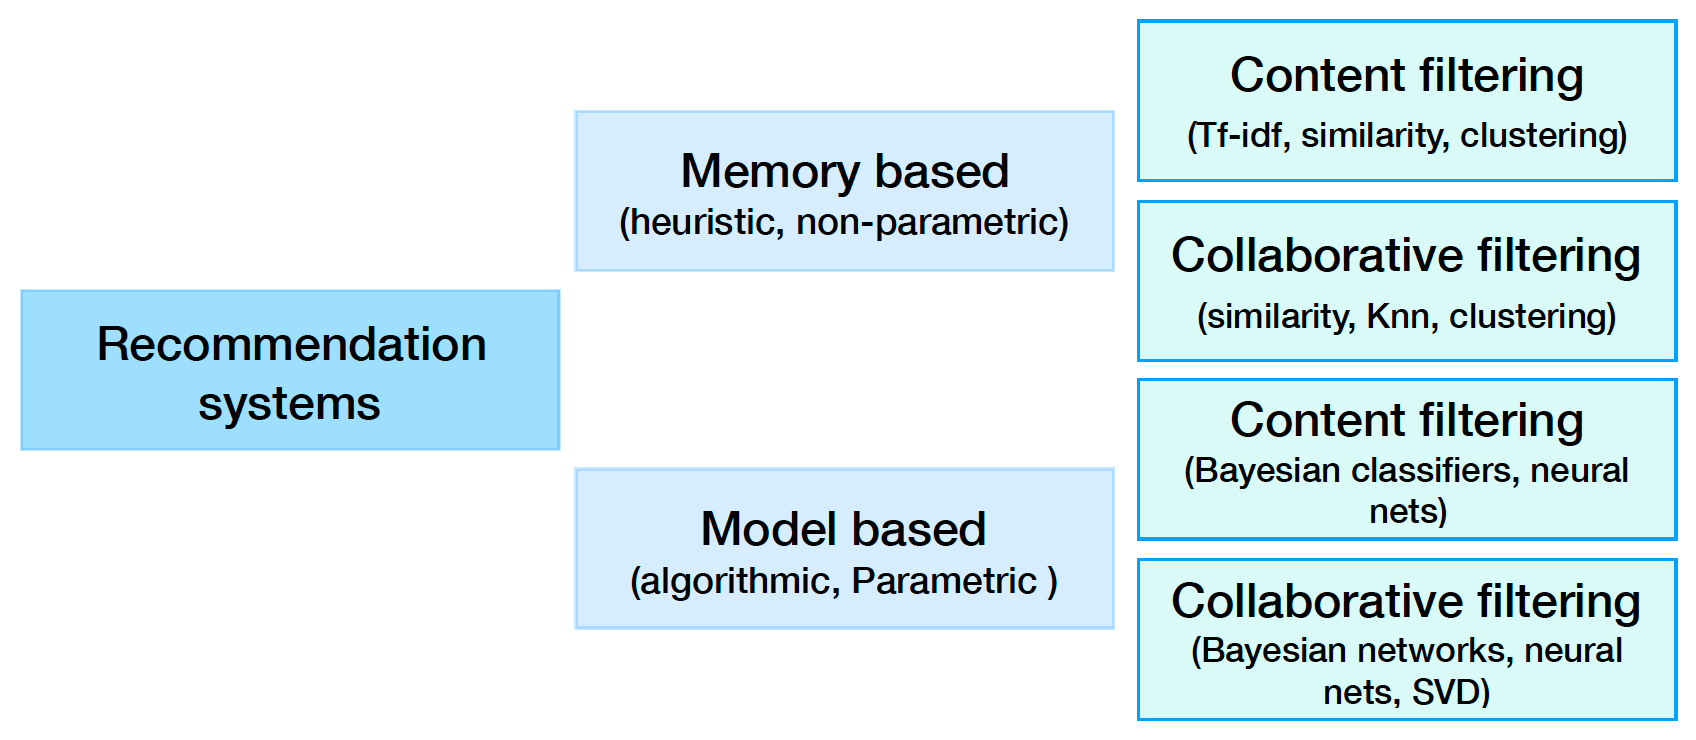 Recommendation
systems
Memory based
(heuristic, non-parametric)
Model based
(algorithmic, Parametric )
Content filtering
(Tf-idf, similarity, clustering)
Collaborative filtering
(similarity, Knn, clustering)
Content filtering
(Bayesian classifiers, neural
nets)
Collaborative filtering
(Bayesian networks, neural
nets, SVD)